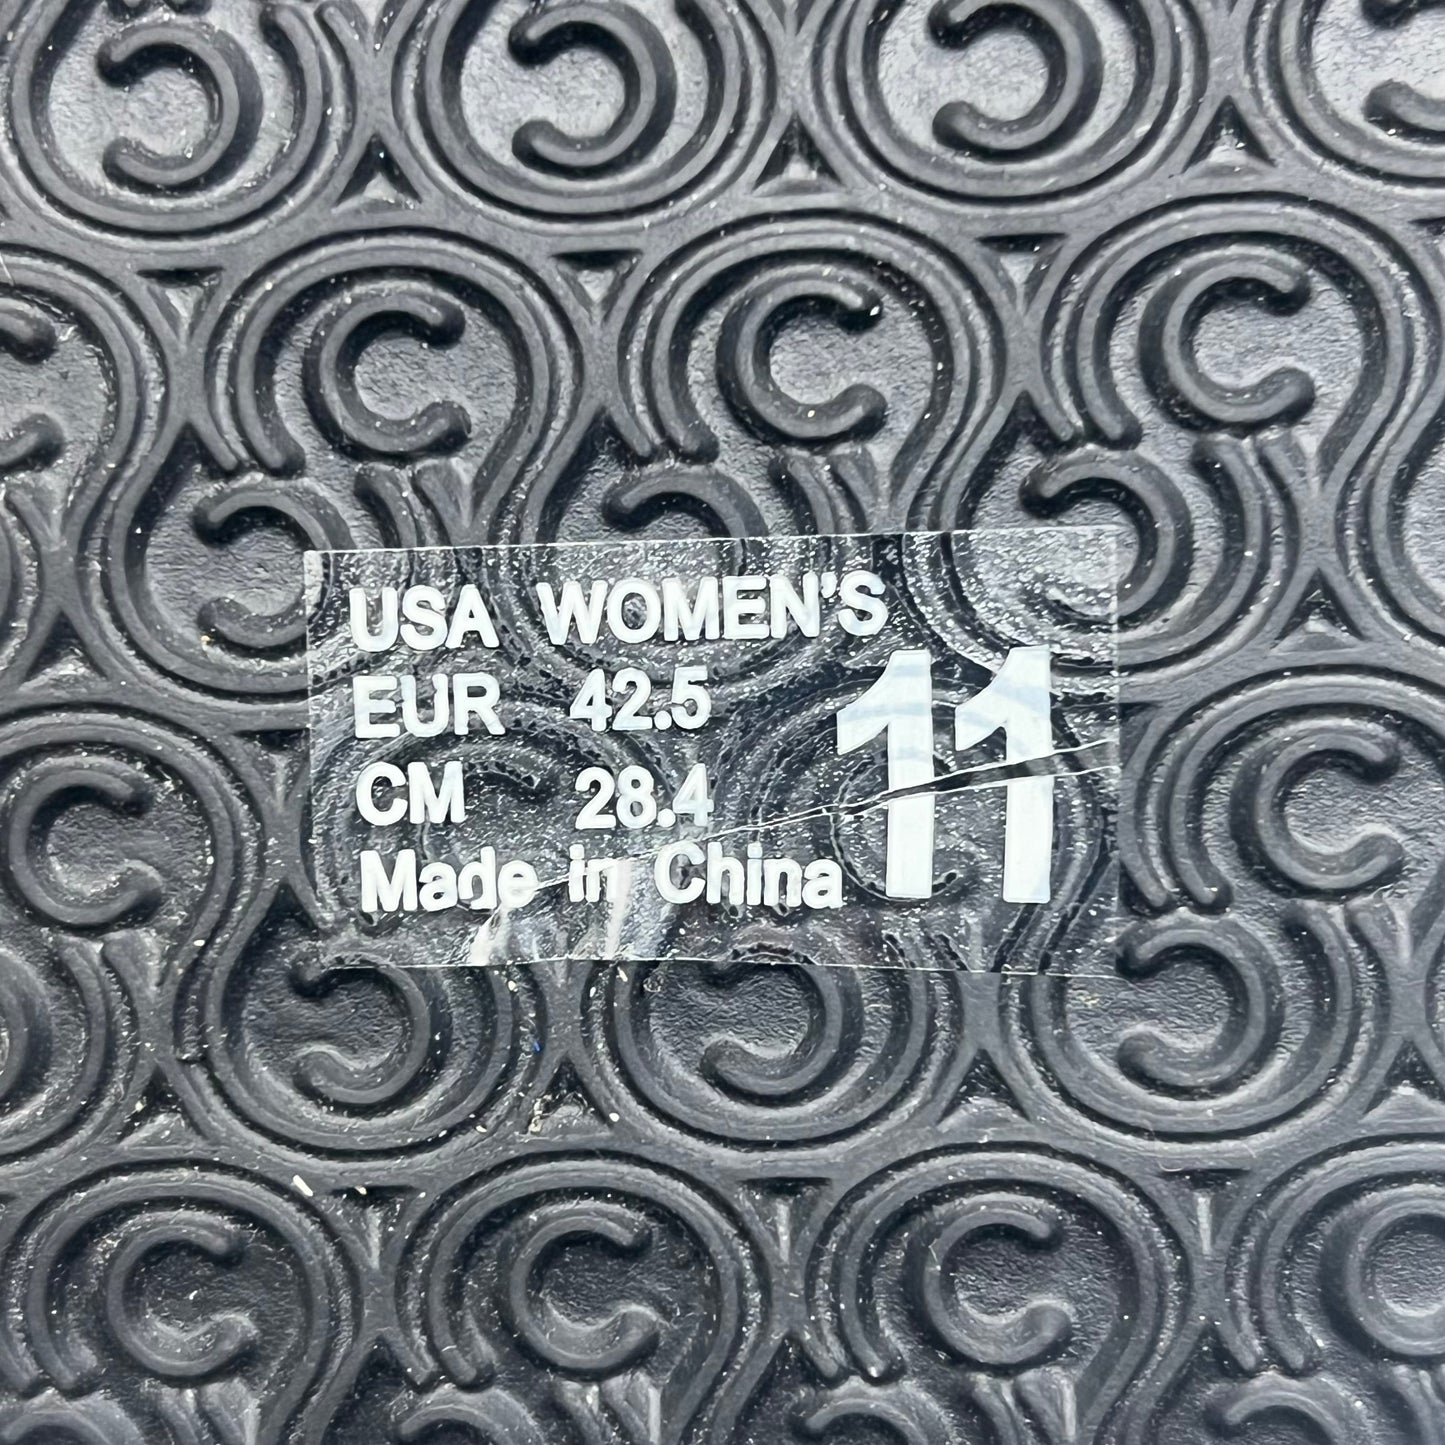 USA WOMEN'S
EUR 42.5
11
CM 28.4
Made in China